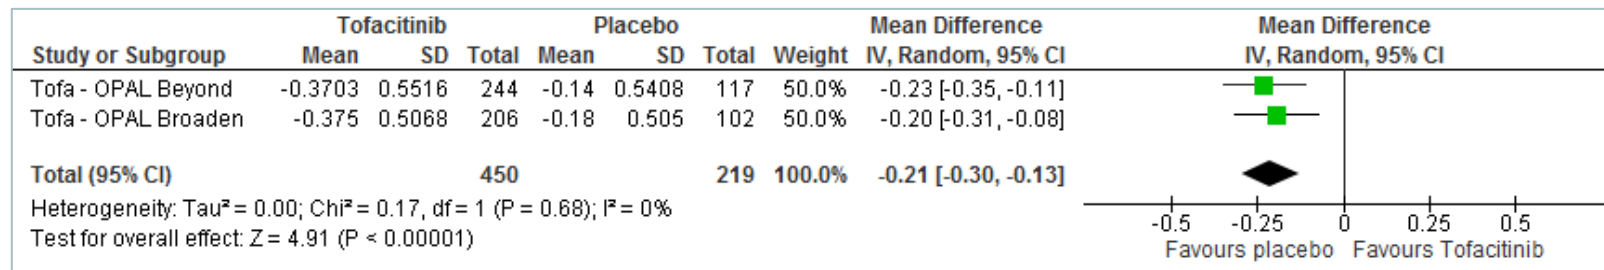 Tofacitinib Placebo Mean Difference Mean Difference
Study or Subgroup Mean SD Total Mean SD Total Weight IV, Random, 95% CI IV, Random, 95% CI
Tofa - OPAL Beyond -0.3703 0.5516 244 -0.14 0.5408 117 50.0% -0.23 [-0.35, -0.11]
Tofa - OPAL Broaden -0.375 0.5068 206 -0.18 0.505 102 50.0% -0.20 [-0.31, -0.08]
Total (95% CI) 450 219 100.0% -0.21 [-0.30, -0.13]
Heterogeneity: Tau² = 0.00; Chi² = 0.17, df = 1 (P = 0.68); I² = 0%
Test for overall effect: Z = 4.91 (P < 0.00001)
-0.5 -0.25 0 0.25 0.5
Favours placebo Favours Tofacitinib